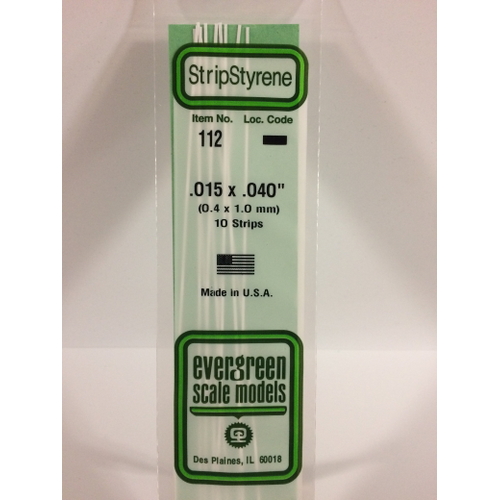 StripStyrene
Item No. Loc. Code
112
.015 x .040"
(0.4 x 1.0 mm)
10 Strips
Made in U.S.A.
evergreen
scale models
Des Plaines, IL 60018